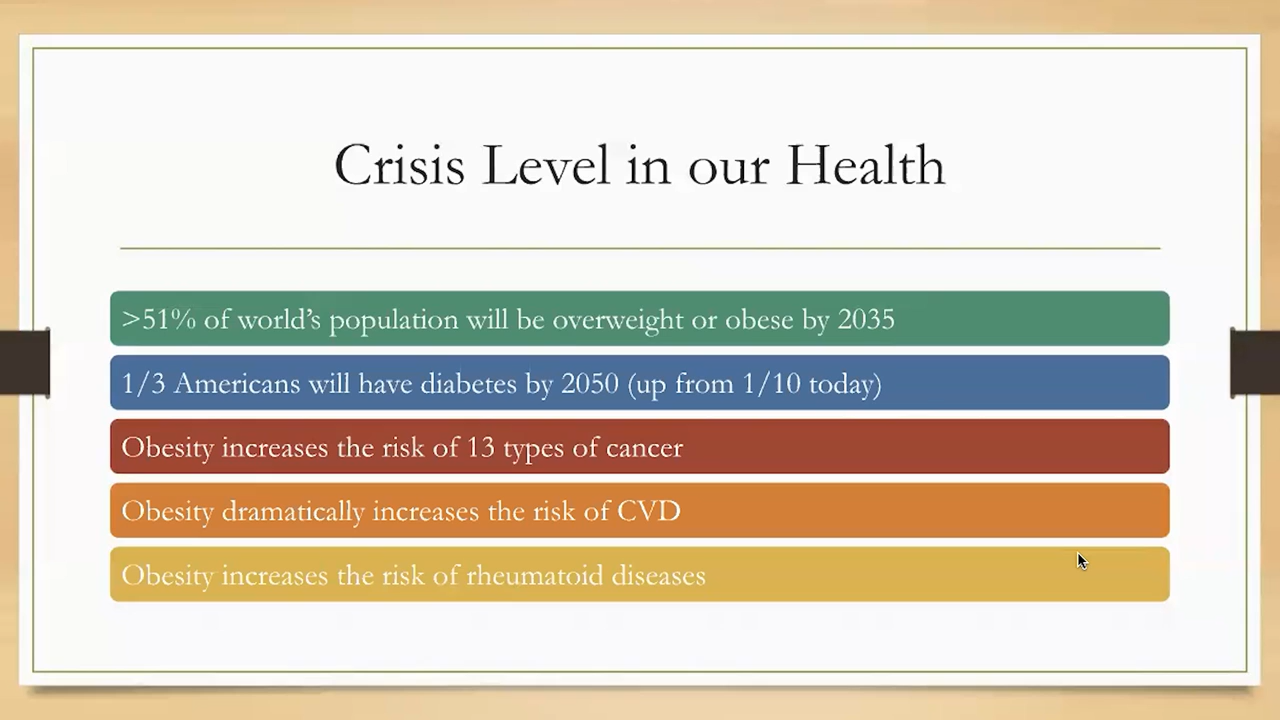 Crisis Level in our Health
>51% of world’s population will be overweight or obese by 2035
1/3 Americans will have diabetes by 2050 (up from 1/10 today)
Obesity increases the risk of 13 types of cancer
Obesity dramatically increases the risk of CVD
Obesity increases the risk of rheumatoid diseases